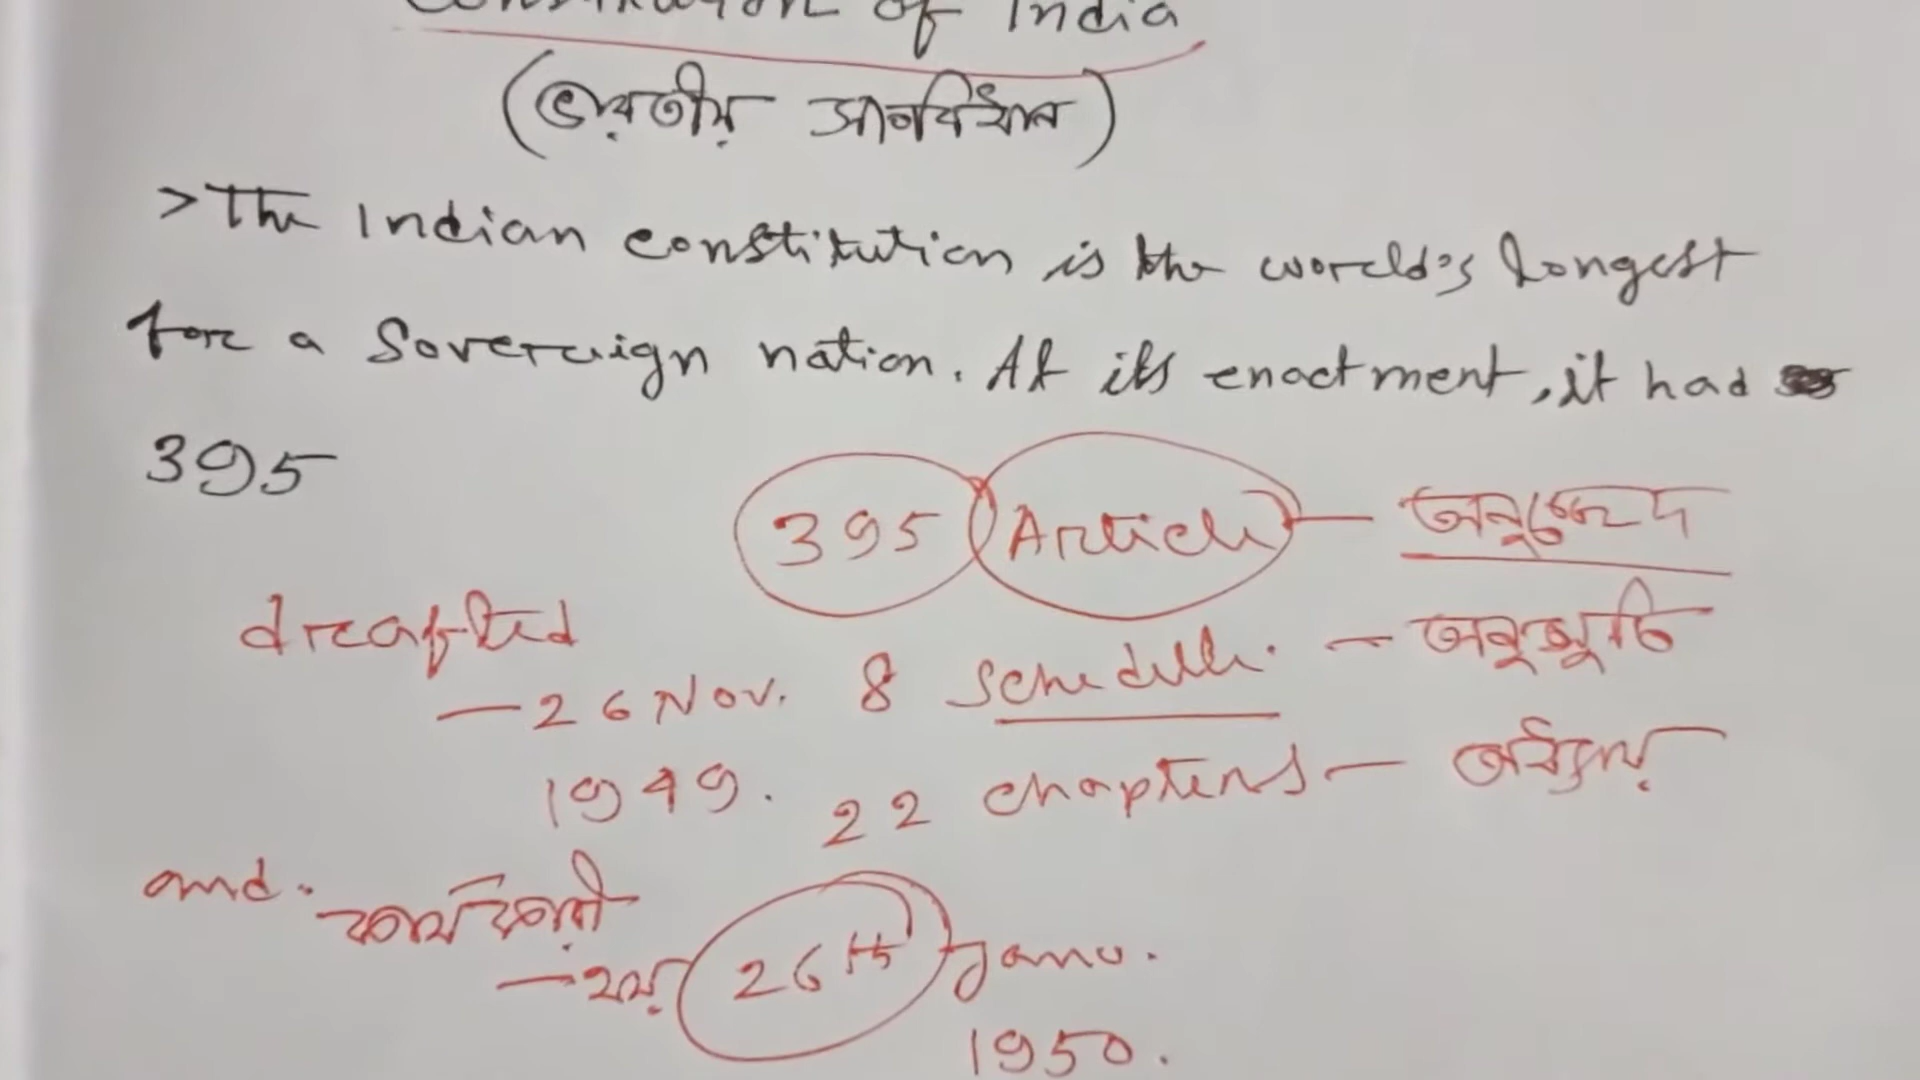 Constitution of India
(ভারতীয় সংবিধান)
> The Indian constitution is the world's longest
for a Sovereign nation. At its enactment, it had
395
395 Article – অনুচ্ছেদ
drafted
– 26 Nov. 1949.
8 schedule. – অনুসূচি
22 chapters – অধ্যায়
and. কার্যকরী
– হয় 26th Janu.
1950.